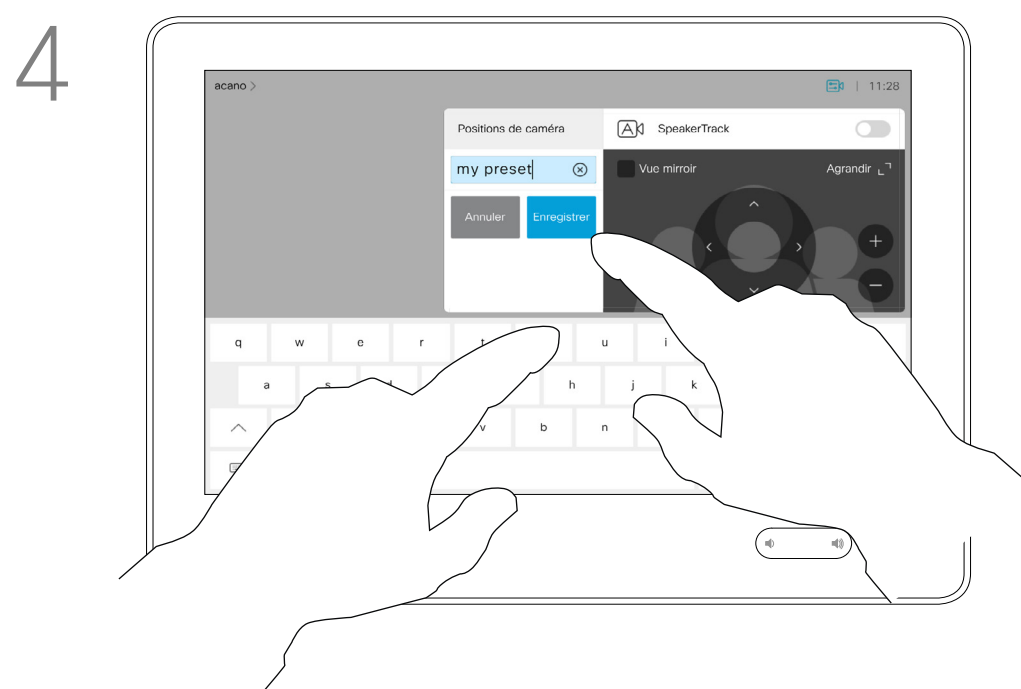 4
acano >
11:28
Positions de caméra
SpeakerTrack
my preset
Vue mirroir
Agrandir
Annuler
Enregistrer
q w e r t u i
a s d h j k
v b n